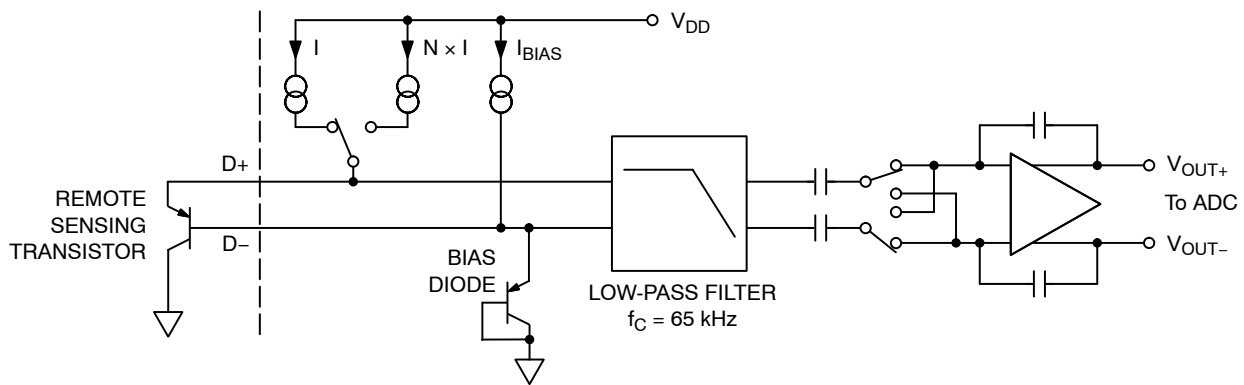 V_DD
I
N × I
I_BIAS
D+
REMOTE
SENSING
TRANSISTOR
D−
BIAS
DIODE
LOW-PASS FILTER
f_C = 65 kHz
V_OUT+
To ADC
V_OUT−